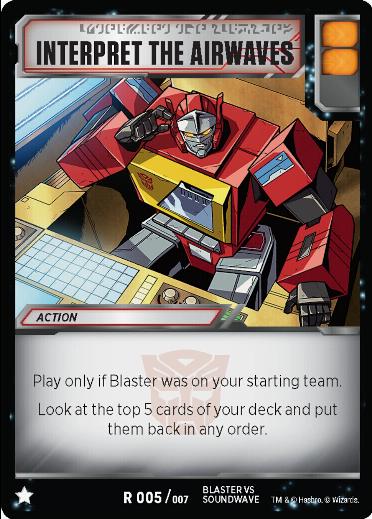 INTERPRET THE AIRWAVES
ACTION
Play only if Blaster was on your starting team.
Look at the top 5 cards of your deck and put
them back in any order.
R 005/007
BLASTER VS
SOUNDWAVE
TM & © Hasbro. © Wizards.